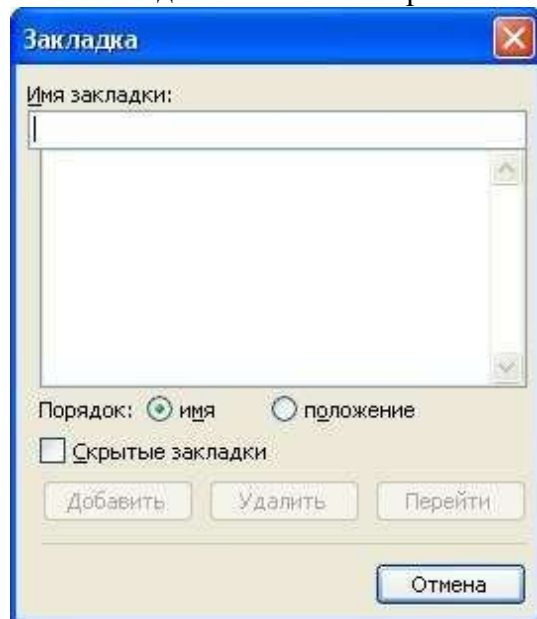 Закладка
Имя закладки:
Порядок: имя положение
Скрытые закладки
Добавить Удалить Перейти
Отмена